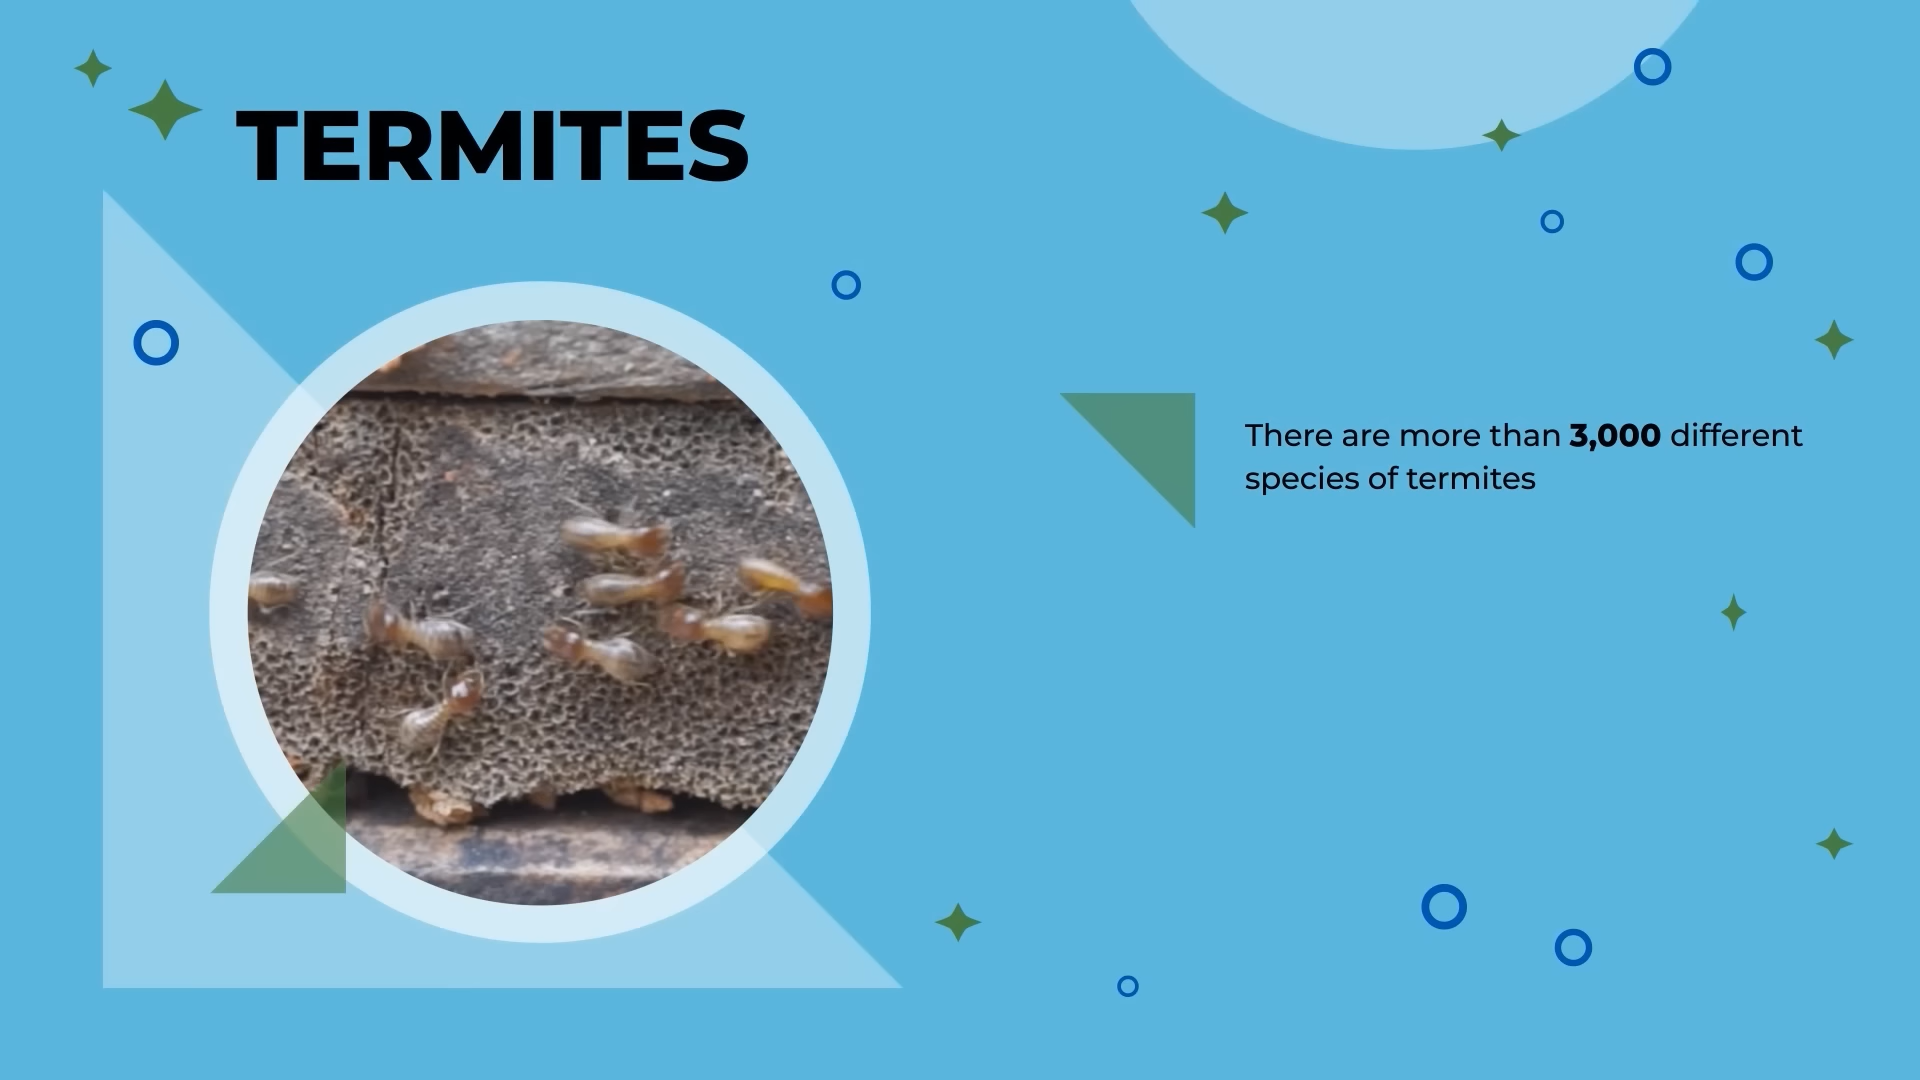 TERMITES
There are more than 3,000 different
species of termites